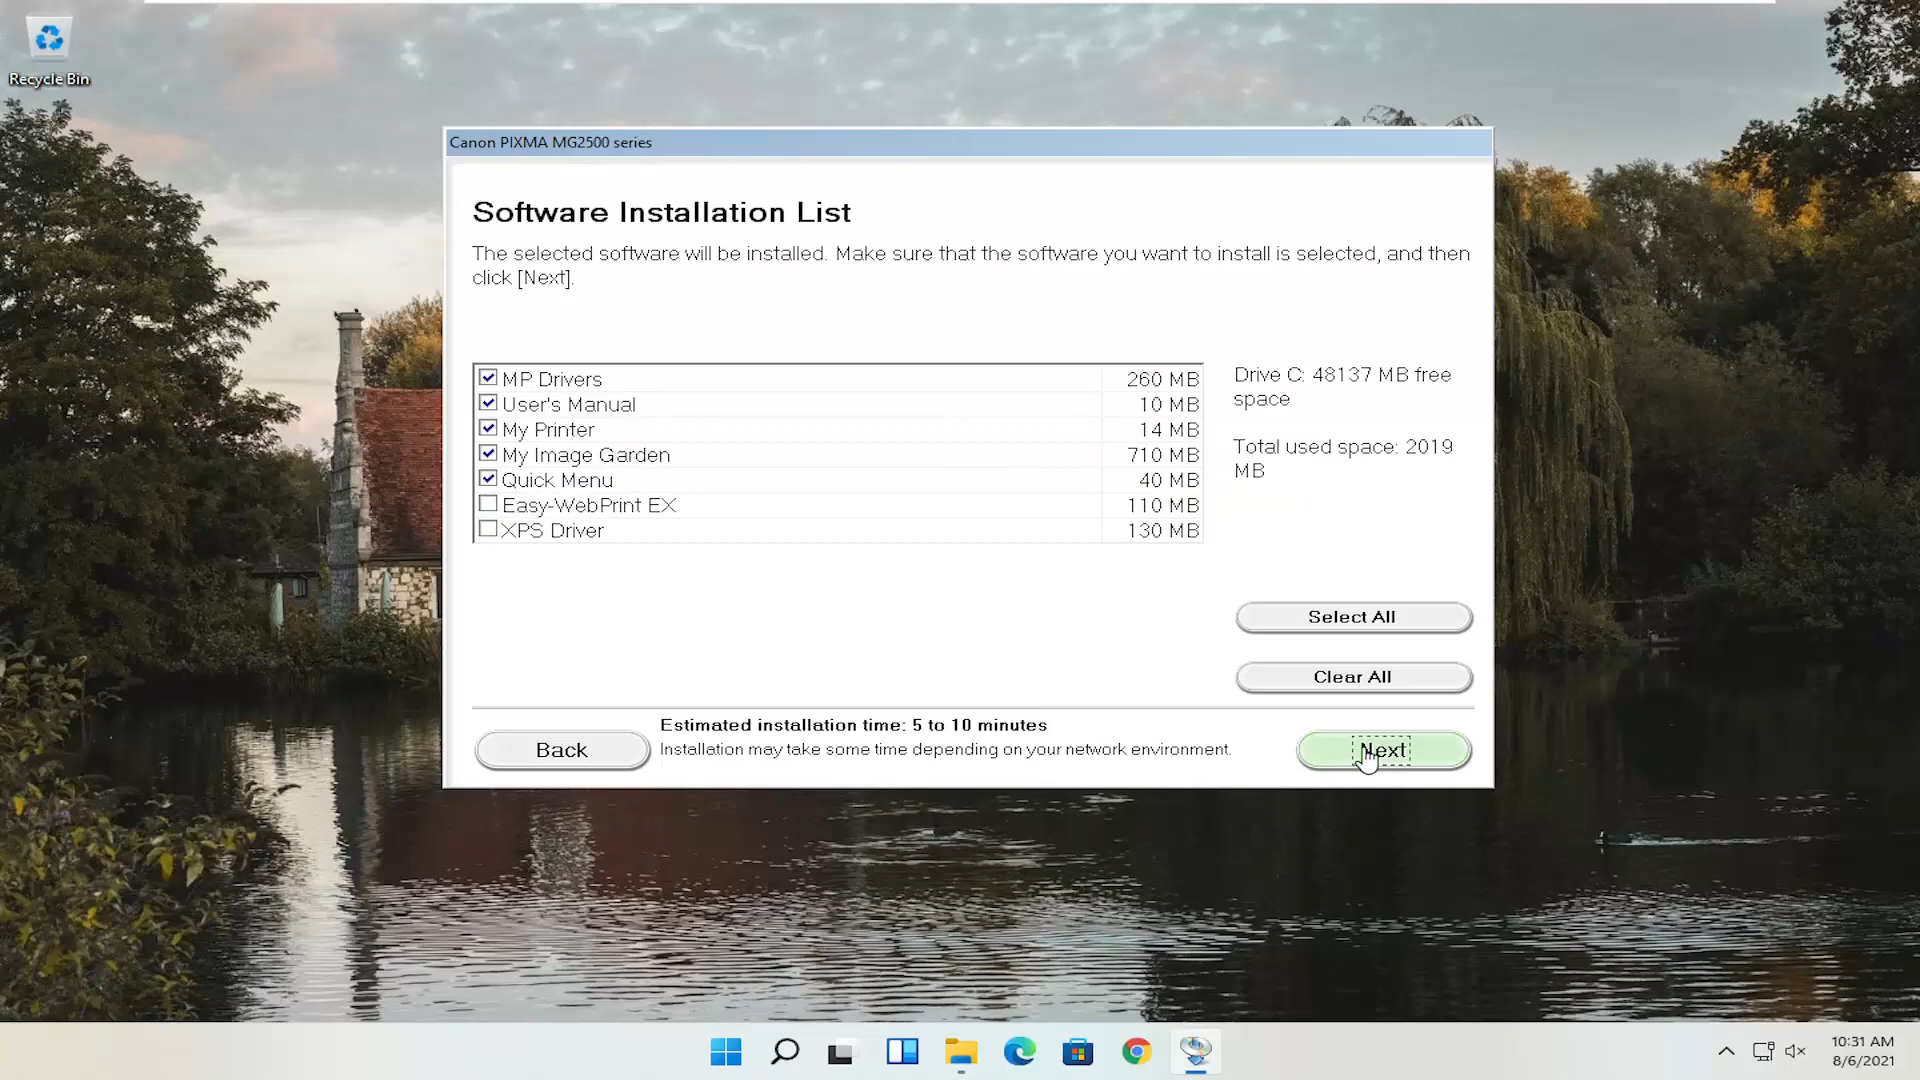 Recycle Bin
Canon PIXMA MG2500 series
Software Installation List
The selected software will be installed. Make sure that the software you want to install is selected, and then
click [Next].
MP Drivers 260 MB
User's Manual 10 MB
My Printer 14 MB
My Image Garden 710 MB
Quick Menu 40 MB
Easy-WebPrint EX 110 MB
XPS Driver 130 MB
Drive C: 48137 MB free
space
Total used space: 2019
MB
Select All
Clear All
Estimated installation time: 5 to 10 minutes
Installation may take some time depending on your network environment.
Back
Next
10:31 AM
8/6/2021